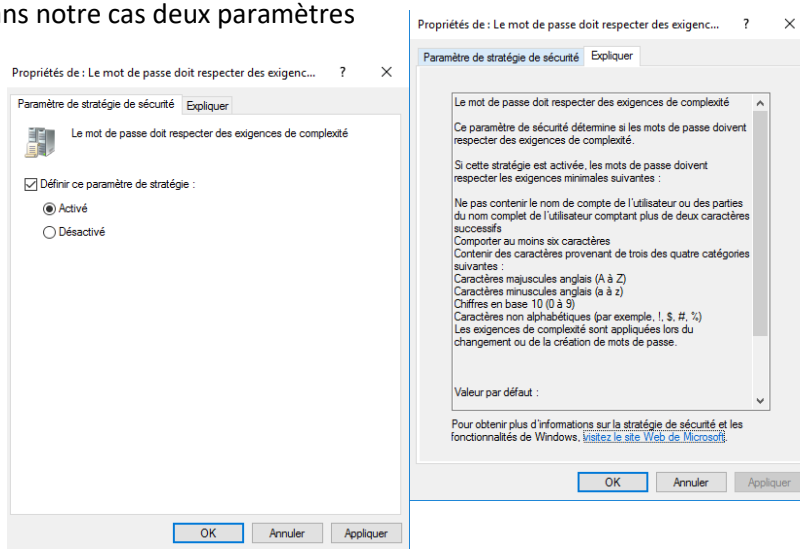 ns notre cas deux paramètres
Propriétés de : Le mot de passe doit respecter des exigenc... ? ×
Paramètre de stratégie de sécurité Expliquer
Le mot de passe doit respecter des exigences de complexité
Définir ce paramètre de stratégie :
Activé
Désactivé
OK Annuler Appliquer
Propriétés de : Le mot de passe doit respecter des exigenc... ? ×
Paramètre de stratégie de sécurité Expliquer
Le mot de passe doit respecter des exigences de complexité
Ce paramètre de sécurité détermine si les mots de passe doivent
respecter des exigences de complexité.
Si cette stratégie est activée, les mots de passe doivent
respecter les exigences minimales suivantes :
Ne pas contenir le nom de compte de l'utilisateur ou des parties
du nom complet de l'utilisateur comptant plus de deux caractères
successifs
Comporter au moins six caractères
Contenir des caractères provenant de trois des quatre catégories
suivantes :
Caractères majuscules anglais (A à Z)
Caractères minuscules anglais (a à z)
Chiffres en base 10 (0 à 9)
Caractères non alphabétiques (par exemple, !, $, #, %)
Les exigences de complexité sont appliquées lors du
changement ou de la création de mots de passe.
Valeur par défaut :
Pour obtenir plus d'informations sur la stratégie de sécurité et les
fonctionnalités de Windows, visitez le site Web de Microsoft.
OK Annuler Appliquer